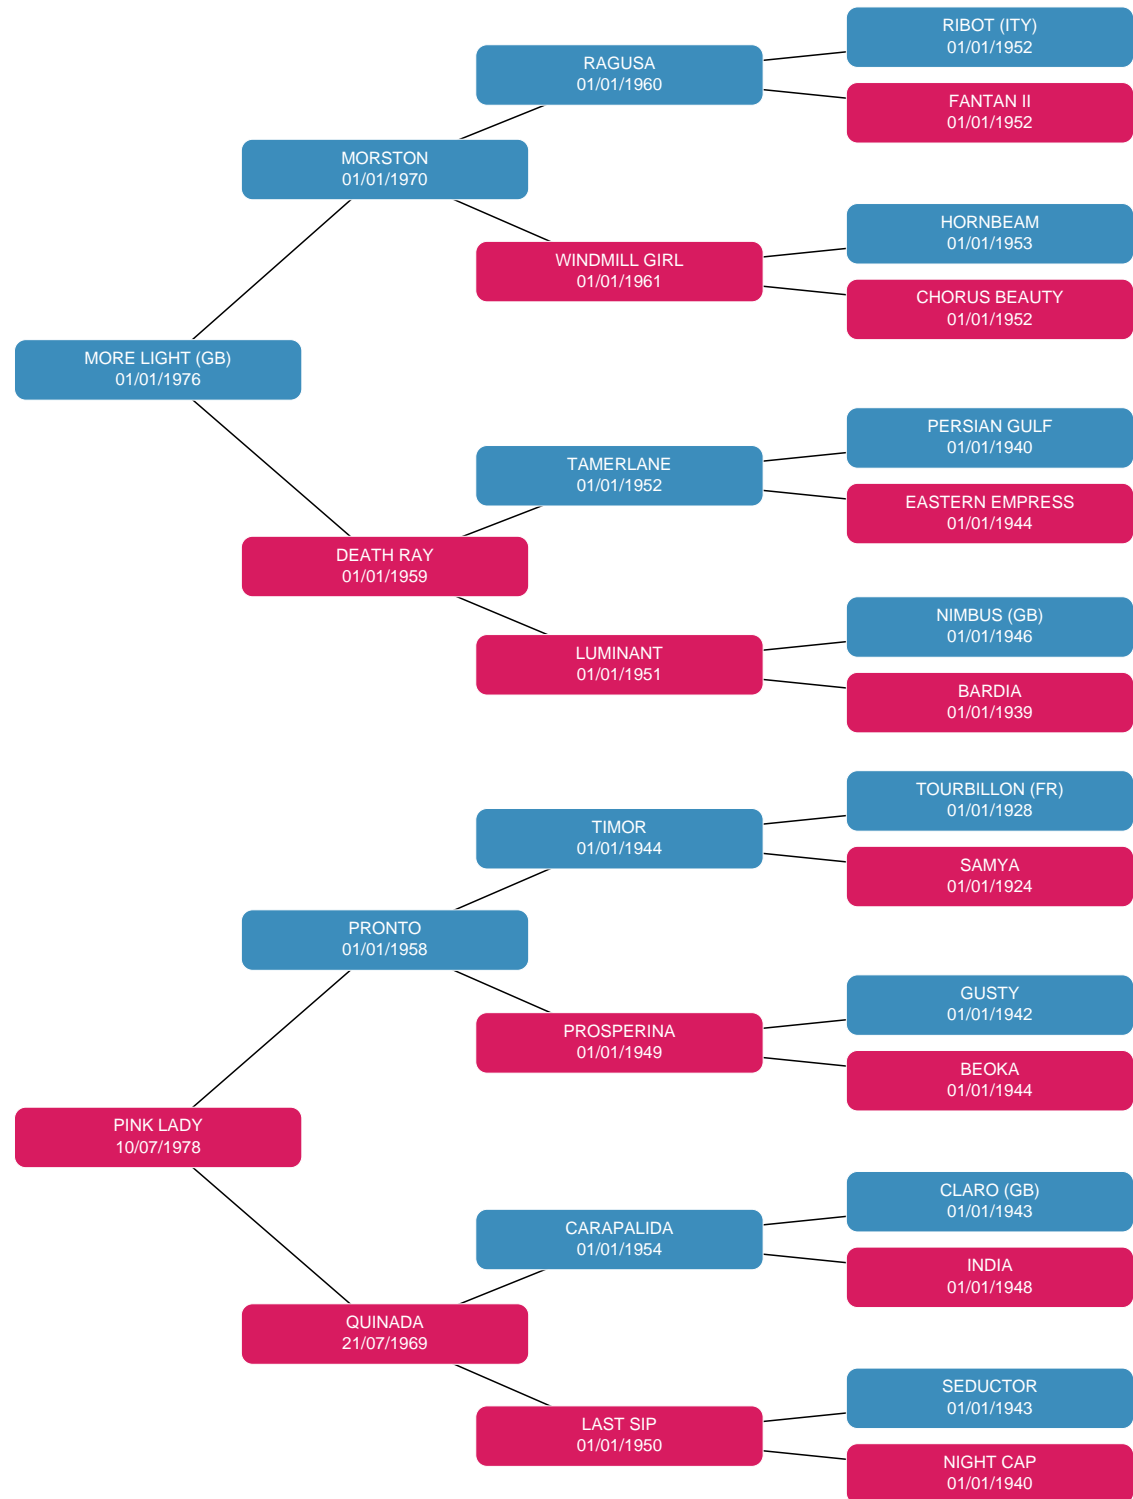 RIBOT (ITY)
01/01/1952
RAGUSA
01/01/1960
FANTAN II
01/01/1952
MORSTON
01/01/1970
HORNBEAM
01/01/1953
WINDMILL GIRL
01/01/1961
CHORUS BEAUTY
01/01/1952
MORE LIGHT (GB)
01/01/1976
PERSIAN GULF
01/01/1940
TAMERLANE
01/01/1952
EASTERN EMPRESS
01/01/1944
DEATH RAY
01/01/1959
NIMBUS (GB)
01/01/1946
LUMINANT
01/01/1951
BARDIA
01/01/1939
TOURBILLON (FR)
01/01/1928
TIMOR
01/01/1944
SAMYA
01/01/1924
PRONTO
01/01/1958
GUSTY
01/01/1942
PROSPERINA
01/01/1949
BEOKA
01/01/1944
PINK LADY
10/07/1978
CLARO (GB)
01/01/1943
CARAPALIDA
01/01/1954
INDIA
01/01/1948
QUINADA
21/07/1969
SEDUCTOR
01/01/1943
LAST SIP
01/01/1950
NIGHT CAP
01/01/1940